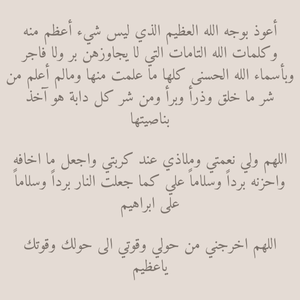 أعوذ بوجه الله العظيم الذي ليس شيء أعظم منه
وكلمات الله التامات التي لا يجاوزهن بر ولا فاجر
وبأسماء الله الحسنى كلها ما علمت منها ومالم أعلم من
شر ما خلق وذرأ وبرأ ومن شر كل دابة هو آخذ
بناصيتها
اللهم ولي نعمتي وملاذي عند كربتي واجعل ما اخافه
واحزنه برداً وسلاماً علي كما جعلت النار برداً وسلاماً
على ابراهيم
اللهم اخرجني من حولي وقوتي الى حولك وقوتك
ياعظيم